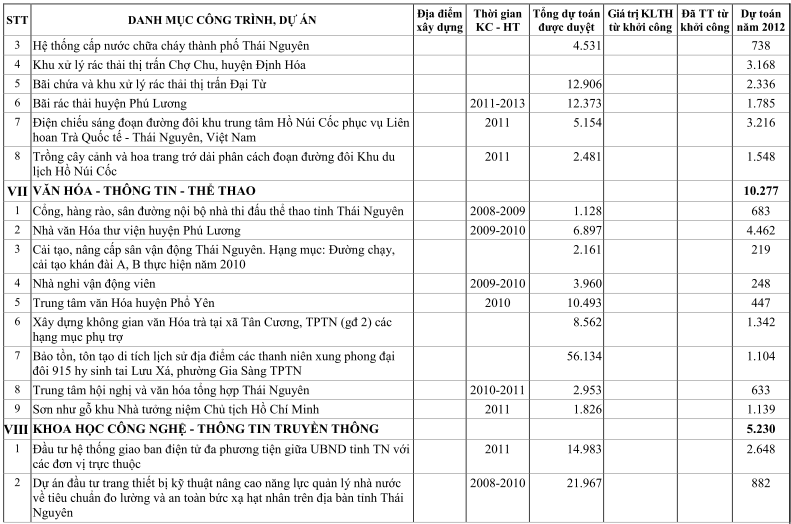 STT DANH MỤC CÔNG TRÌNH, DỰ ÁN Địa điểm xây dựng Thời gian KC - HT Tổng dự toán được duyệt Giá trị KLTH từ khởi công Đã TT từ khởi công Dự toán năm 2012
3 Hệ thống cấp nước chữa cháy thành phố Thái Nguyên 4.531 738
4 Khu xử lý rác thải thị trấn Chợ Chu, huyện Định Hóa 3.168
5 Bãi chứa và khu xử lý rác thải thị trấn Đại Từ 12.906 2.336
6 Bãi rác thải huyện Phú Lương 2011-2013 12.373 1.785
7 Điện chiếu sáng đoạn đường đôi khu trung tâm Hồ Núi Cốc phục vụ Liên 2011 5.154 3.216
hoan Trà Quốc tế - Thái Nguyên, Việt Nam
8 Trồng cây cảnh và hoa trang trở dải phân cách đoạn đường đôi Khu du 2011 2.481 1.548
lịch Hồ Núi Cốc
VII VĂN HÓA - THÔNG TIN - THỂ THAO 10.277
1 Cổng, hàng rào, sân đường nội bộ nhà thi đấu thể thao tỉnh Thái Nguyên 2008-2009 1.128 683
2 Nhà văn Hóa thư viện huyện Phú Lương 2009-2010 6.897 4.462
3 Cải tạo, nâng cấp sân vận động Thái Nguyên. Hạng mục: Đường chạy, 2.161 219
cải tạo khán đài A, B thực hiện năm 2010
4 Nhà nghỉ vận động viên 2009-2010 3.960 248
5 Trung tâm văn Hóa huyện Phổ Yên 2010 10.493 447
6 Xây dựng không gian văn Hóa trà tại xã Tân Cương, TPTN (gđ 2) các 8.562 1.342
hạng mục phụ trợ
7 Bảo tồn, tôn tạo di tích lịch sử địa điểm các thanh niên xung phong đại 56.134 1.104
đôi 915 hy sinh tai Lưu Xá, phường Gia Sàng TPTN
8 Trung tâm hội nghị và văn hóa tổng hợp Thái Nguyên 2010-2011 2.953 633
9 Sơn như gỗ khu Nhà tưởng niệm Chủ tịch Hồ Chí Minh 2011 1.826 1.139
VIII KHOA HỌC CÔNG NGHỆ - THÔNG TIN TRUYỀN THÔNG 5.230
1 Đầu tư hệ thống giao ban điện tử đa phương tiện giữa UBND tỉnh TN với 2011 14.983 2.648
các đơn vị trực thuộc
2 Dự án đầu tư trang thiết bị kỹ thuật nâng cao năng lực quản lý nhà nước 2008-2010 21.967 882
về tiêu chuẩn đo lường và an toàn bức xạ hạt nhân trên địa bàn tỉnh Thái
Nguyên